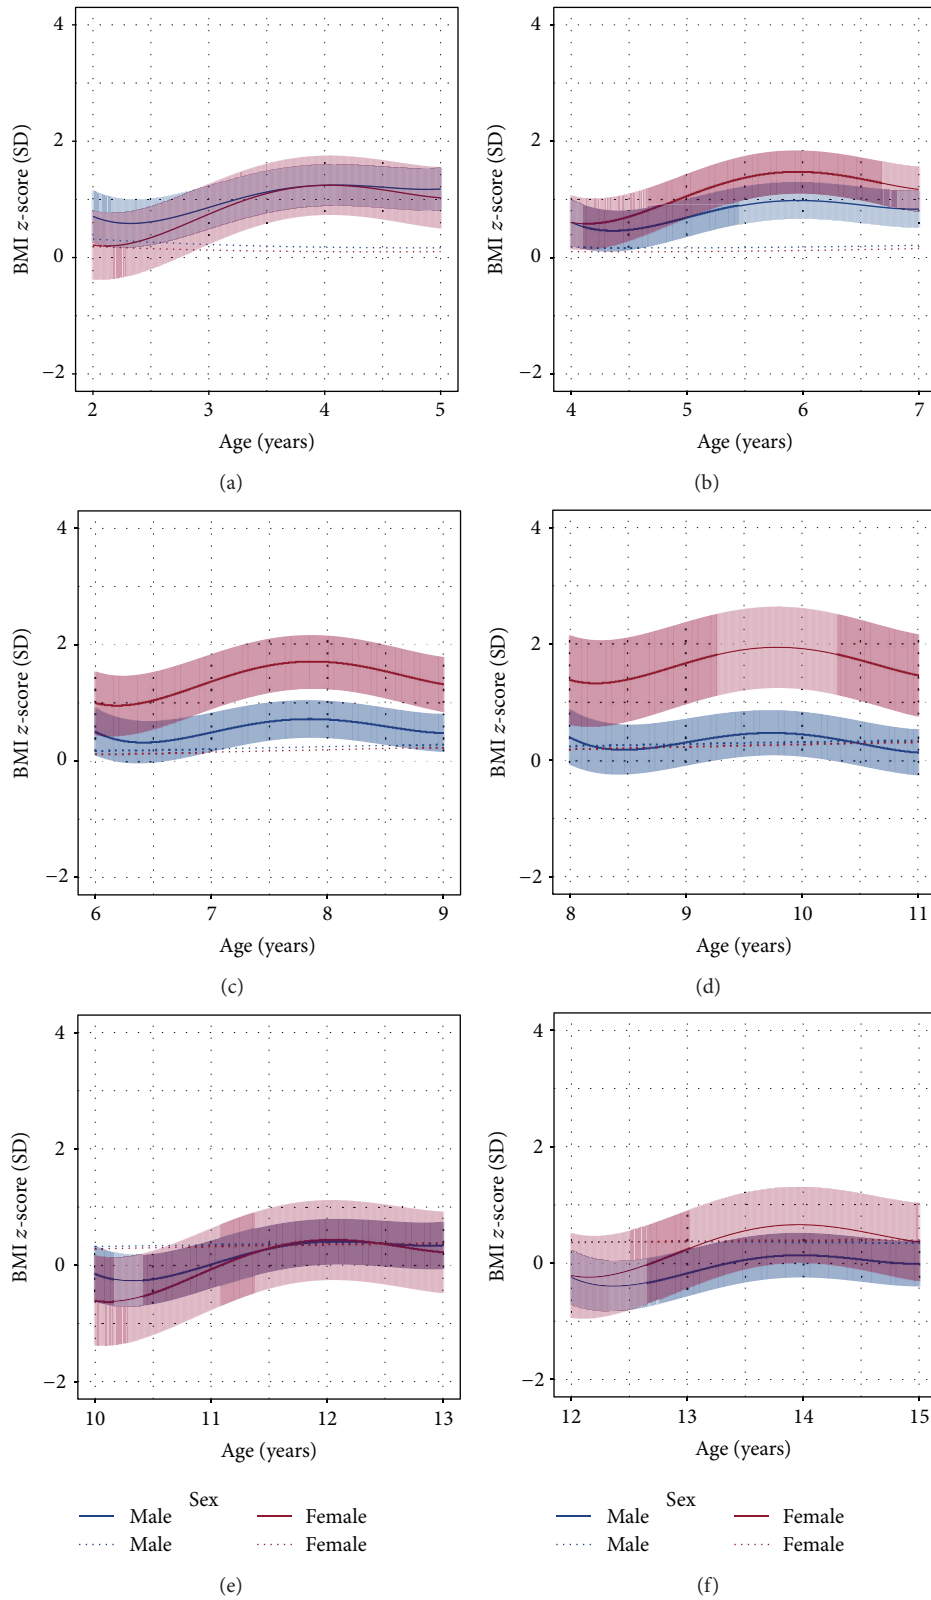 4
2
0
−2
BMI z-score (SD)
2 3 4 5
Age (years)
(a)
4
2
0
−2
BMI z-score (SD)
4 5 6 7
Age (years)
(b)
4
2
0
−2
BMI z-score (SD)
6 7 8 9
Age (years)
(c)
4
2
0
−2
BMI z-score (SD)
8 9 10 11
Age (years)
(d)
4
2
0
−2
BMI z-score (SD)
10 11 12 13
Age (years)
Sex
Male Female
Male Female
(e)
4
2
0
−2
BMI z-score (SD)
12 13 14 15
Age (years)
Sex
Male Female
Male Female
(f)